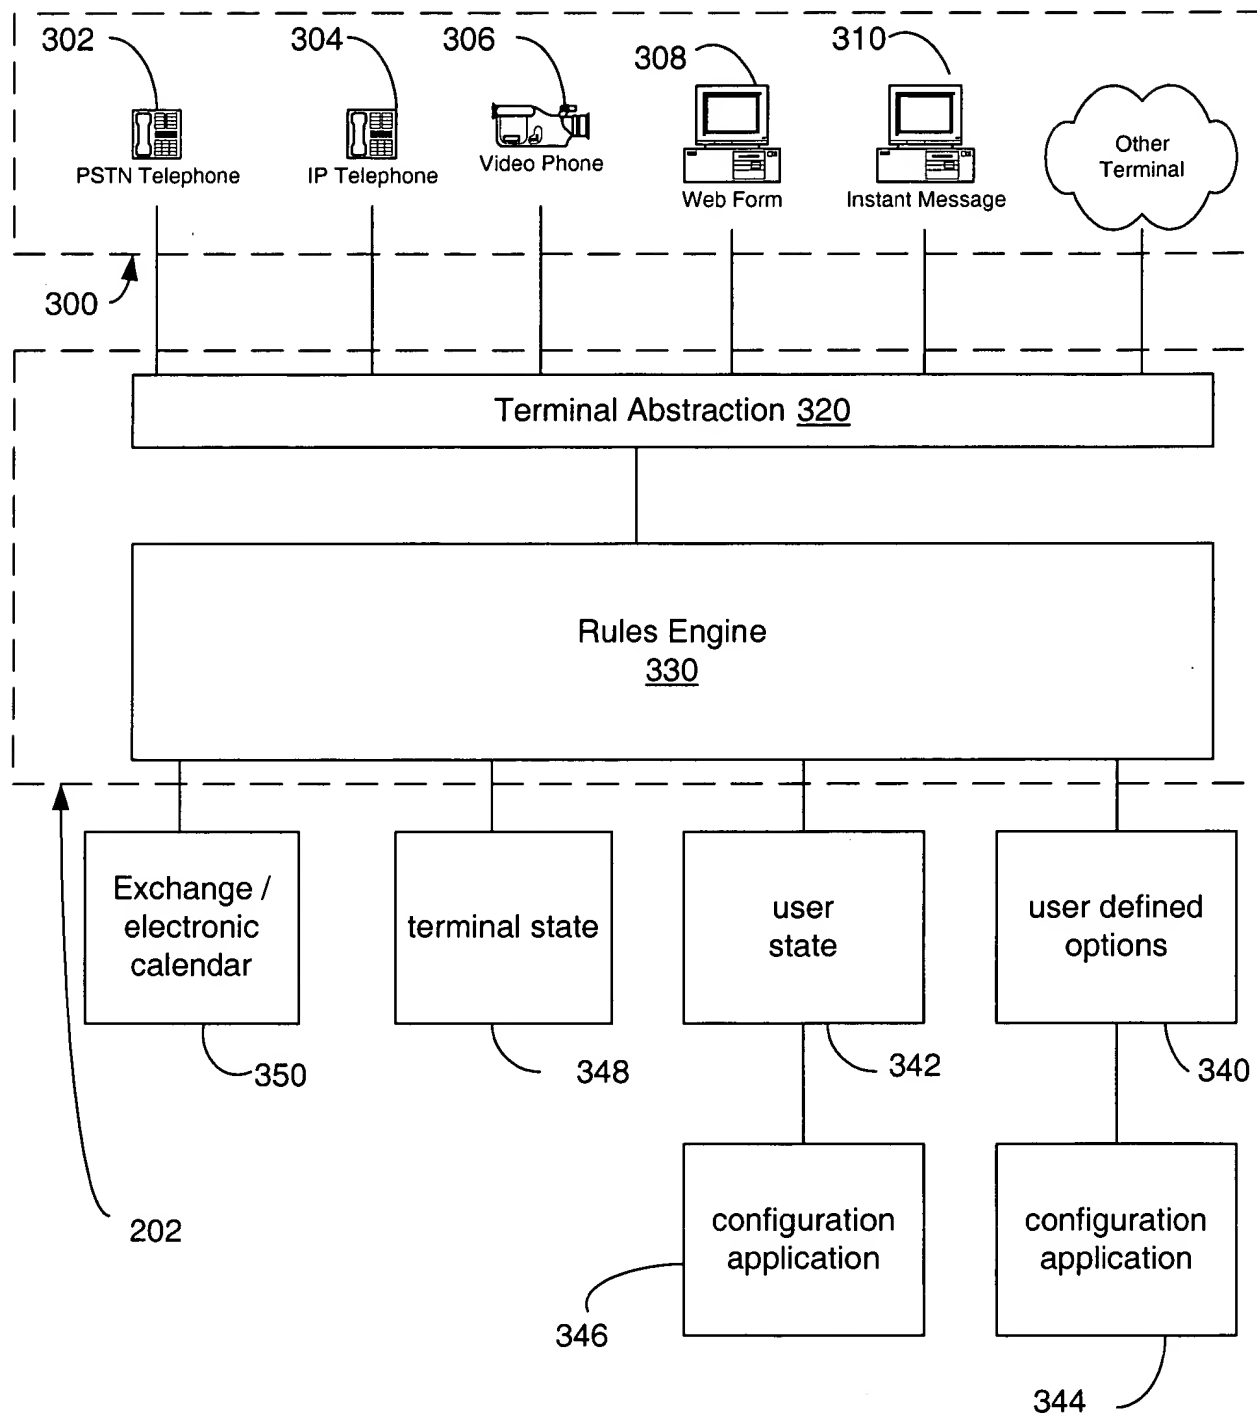 302
304
306
308
310
PSTN Telephone
IP Telephone
Video Phone
Web Form
Instant Message
Other
Terminal
300
Terminal Abstraction 320
Rules Engine
330
Exchange /
electronic
calendar
terminal state
user
state
user defined
options
350
348
342
340
202
configuration
application
configuration
application
346
344